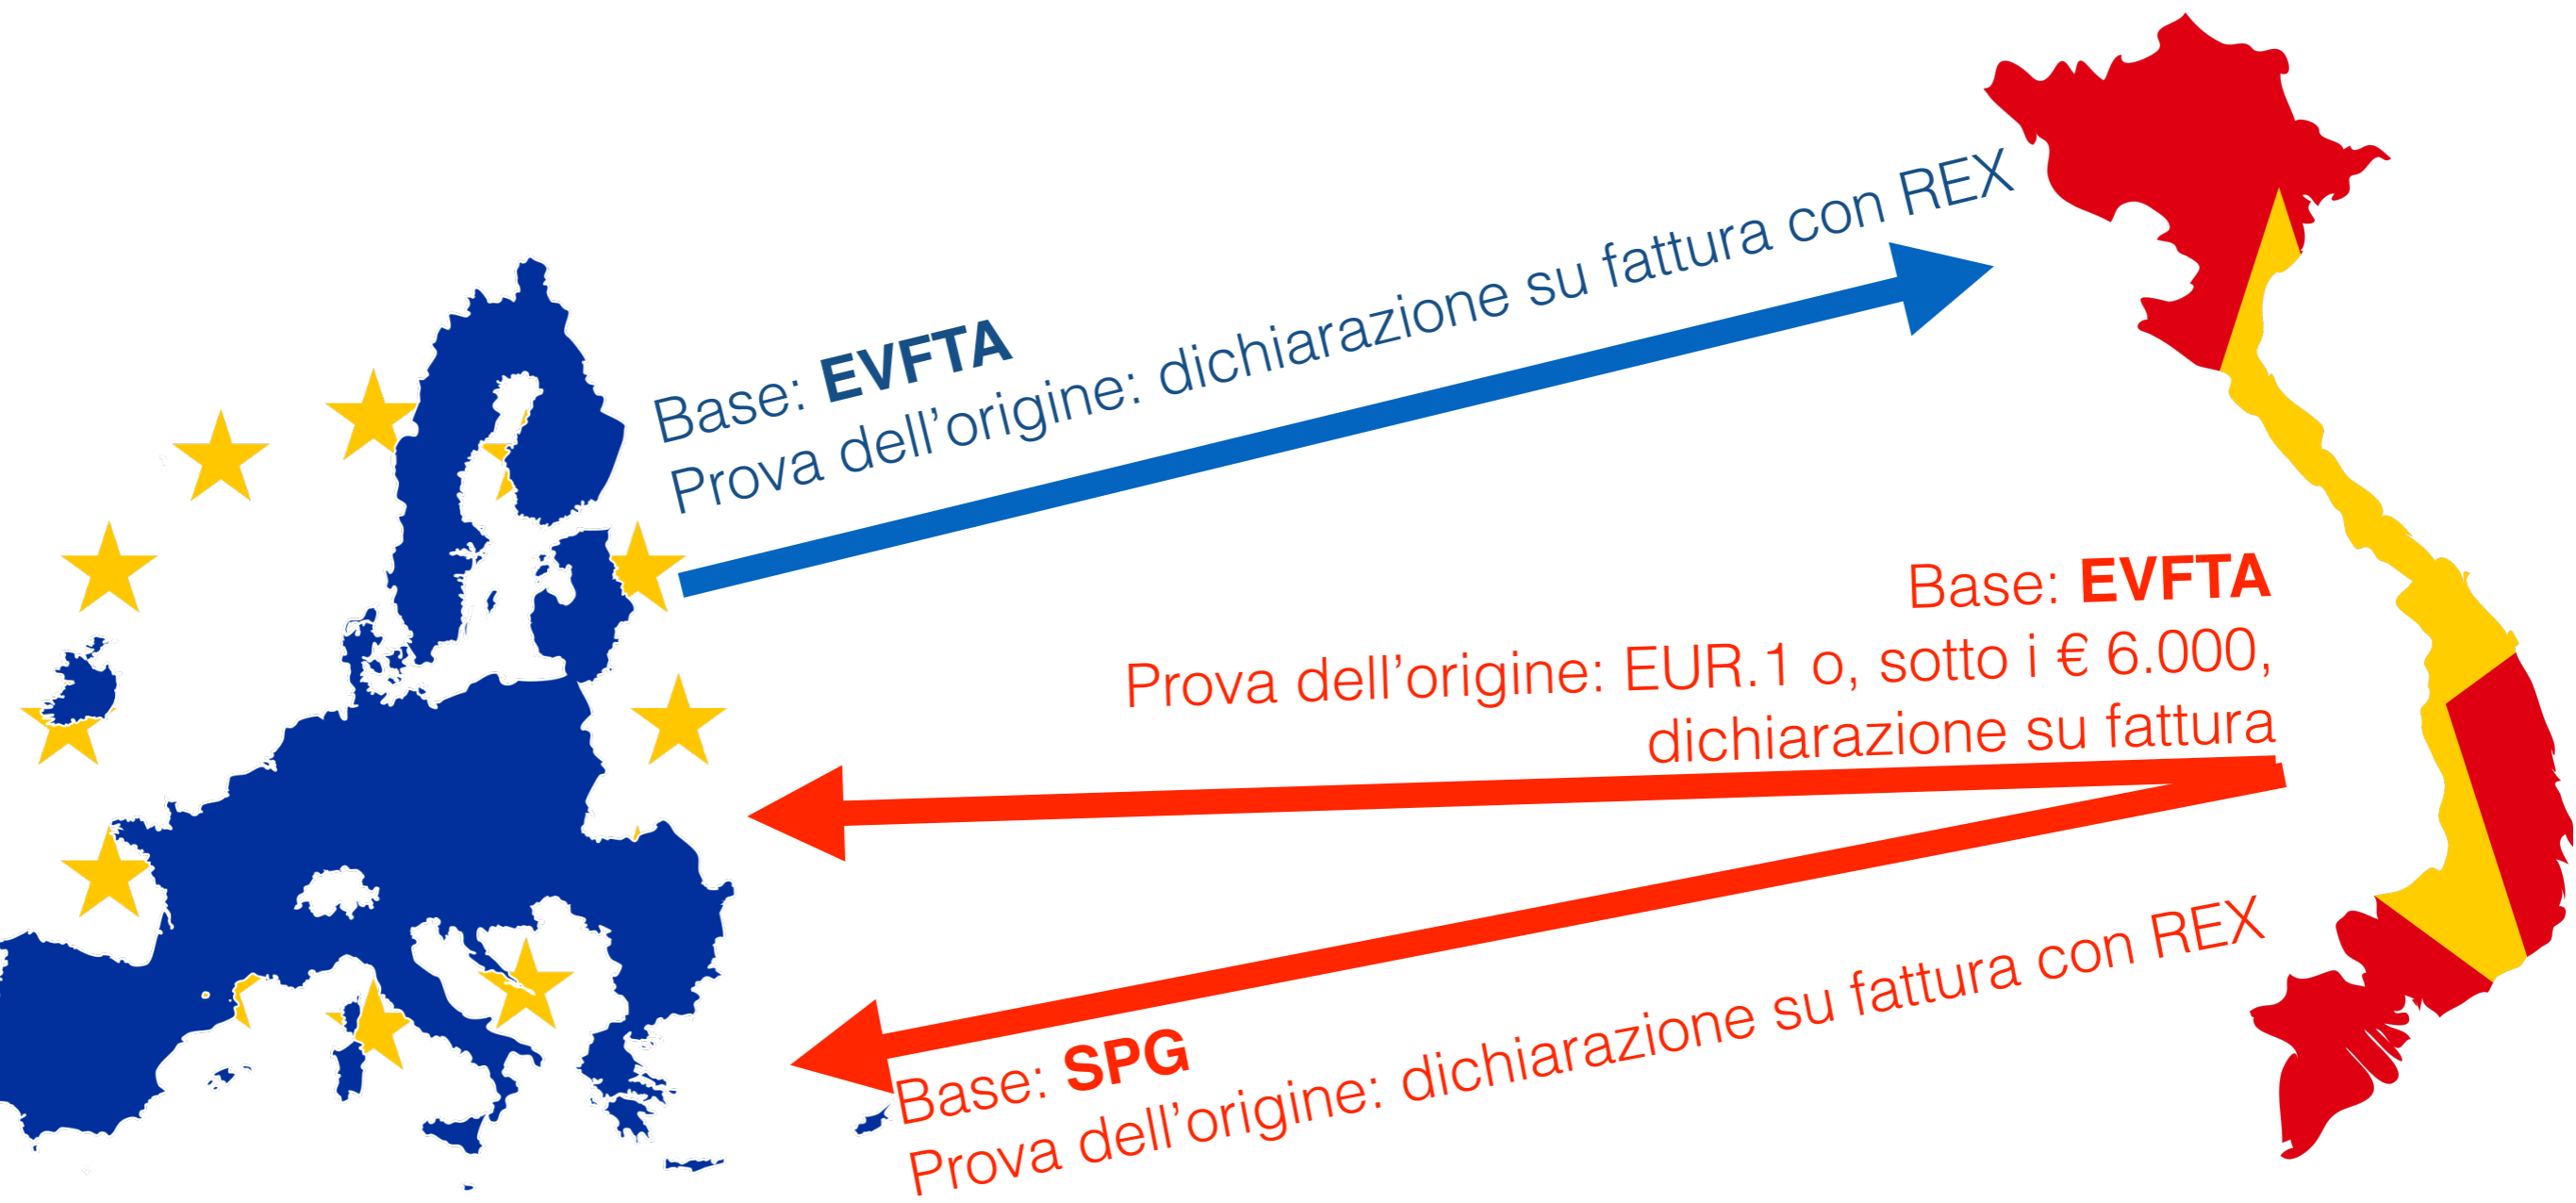 Base: EVFTA
Prova dell’origine: dichiarazione su fattura con REX
Base: EVFTA
Prova dell’origine: EUR.1 o, sotto i € 6.000,
dichiarazione su fattura
Base: SPG
Prova dell’origine: dichiarazione su fattura con REX